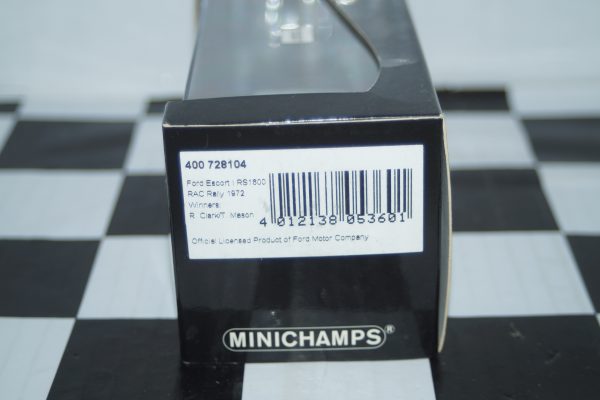 400 728104
Ford Escort I RS1600
RAC Rally 1972
Winners:
R. Clark/T. Mason
4 012138 053601
Official Licensed Product of Ford Motor Company
MINICHAMPS®